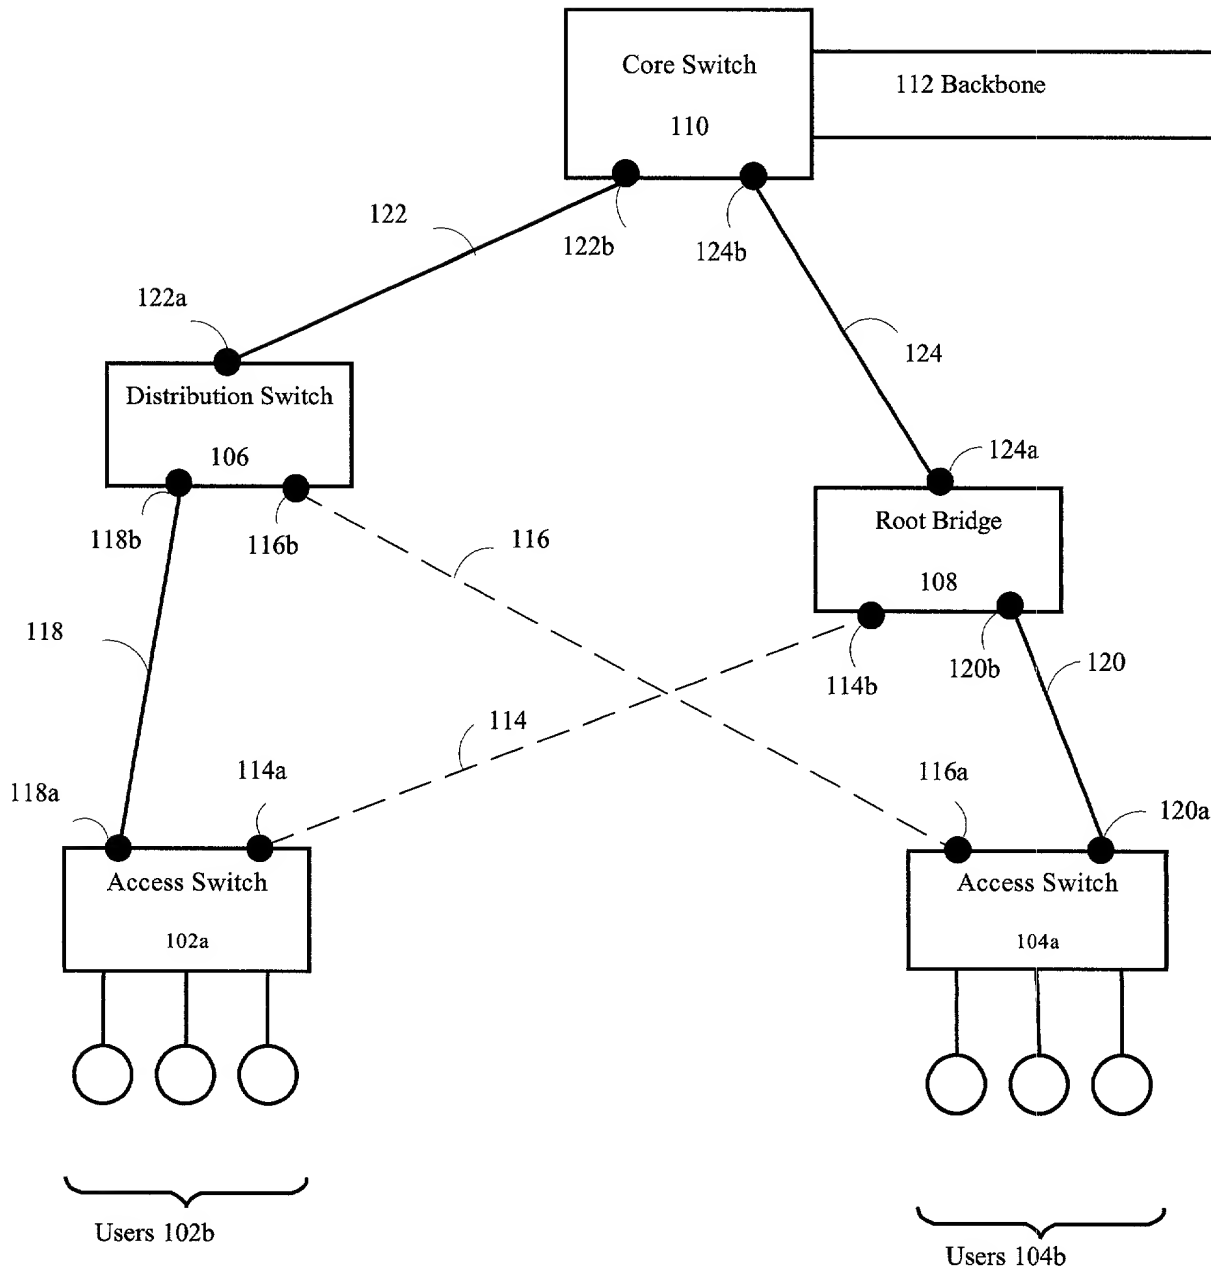 Core Switch
112 Backbone
110
122
122b
124b
122a
124
Distribution Switch
106
124a
Root Bridge
118b
116b
116
108
118
120b
120
114b
114
114a
116a
118a
120a
Access Switch
102a
Access Switch
104a
Users 102b
Users 104b